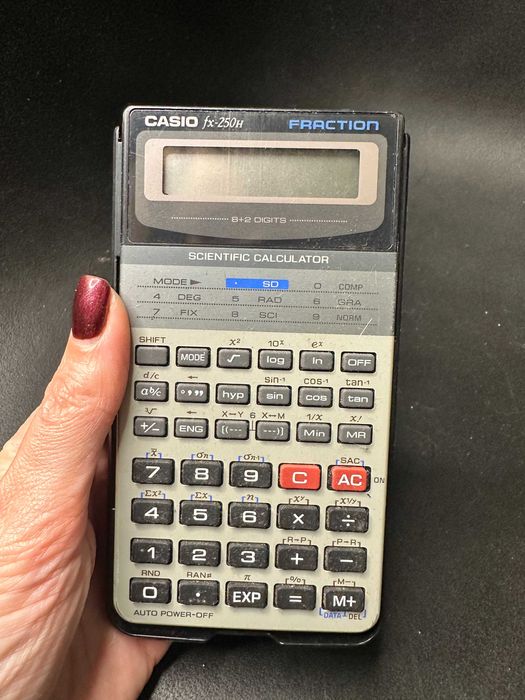 CASIO fx-250H FRACTION
8+2 DIGITS
SCIENTIFIC CALCULATOR
MODE▶ · SD 0 COMP
4 DEG 5 RAD 6 GRA
7 FIX 8 SCI 9 NORM
SHIFT x² 10ˣ eˣ
MODE √ log ln OFF
d/c ← sin⁻¹ cos⁻¹ tan⁻¹
a b/c °,,, hyp sin cos tan
³√ ← X↔Y 6 X↔M 1/x x!
+/− ENG [(--- ---)] Min MR
x̄ σn σn-1 SAC
7 8 9 C AC ON
Σx² Σx n xʸ x¹/ʸ
4 5 6 × ÷
R→P P→R
1 2 3 + −
RND RAN# π % M−
0 · EXP = M+
AUTO POWER-OFF DATA DEL